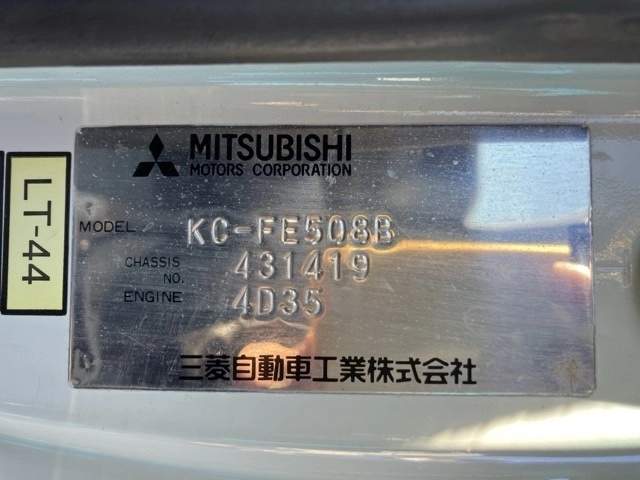 MITSUBISHI
MOTORS CORPORATION
LT-44
MODEL KC-FE508B
CHASSIS NO. 431419
ENGINE 4D35
三菱自動車工業株式会社